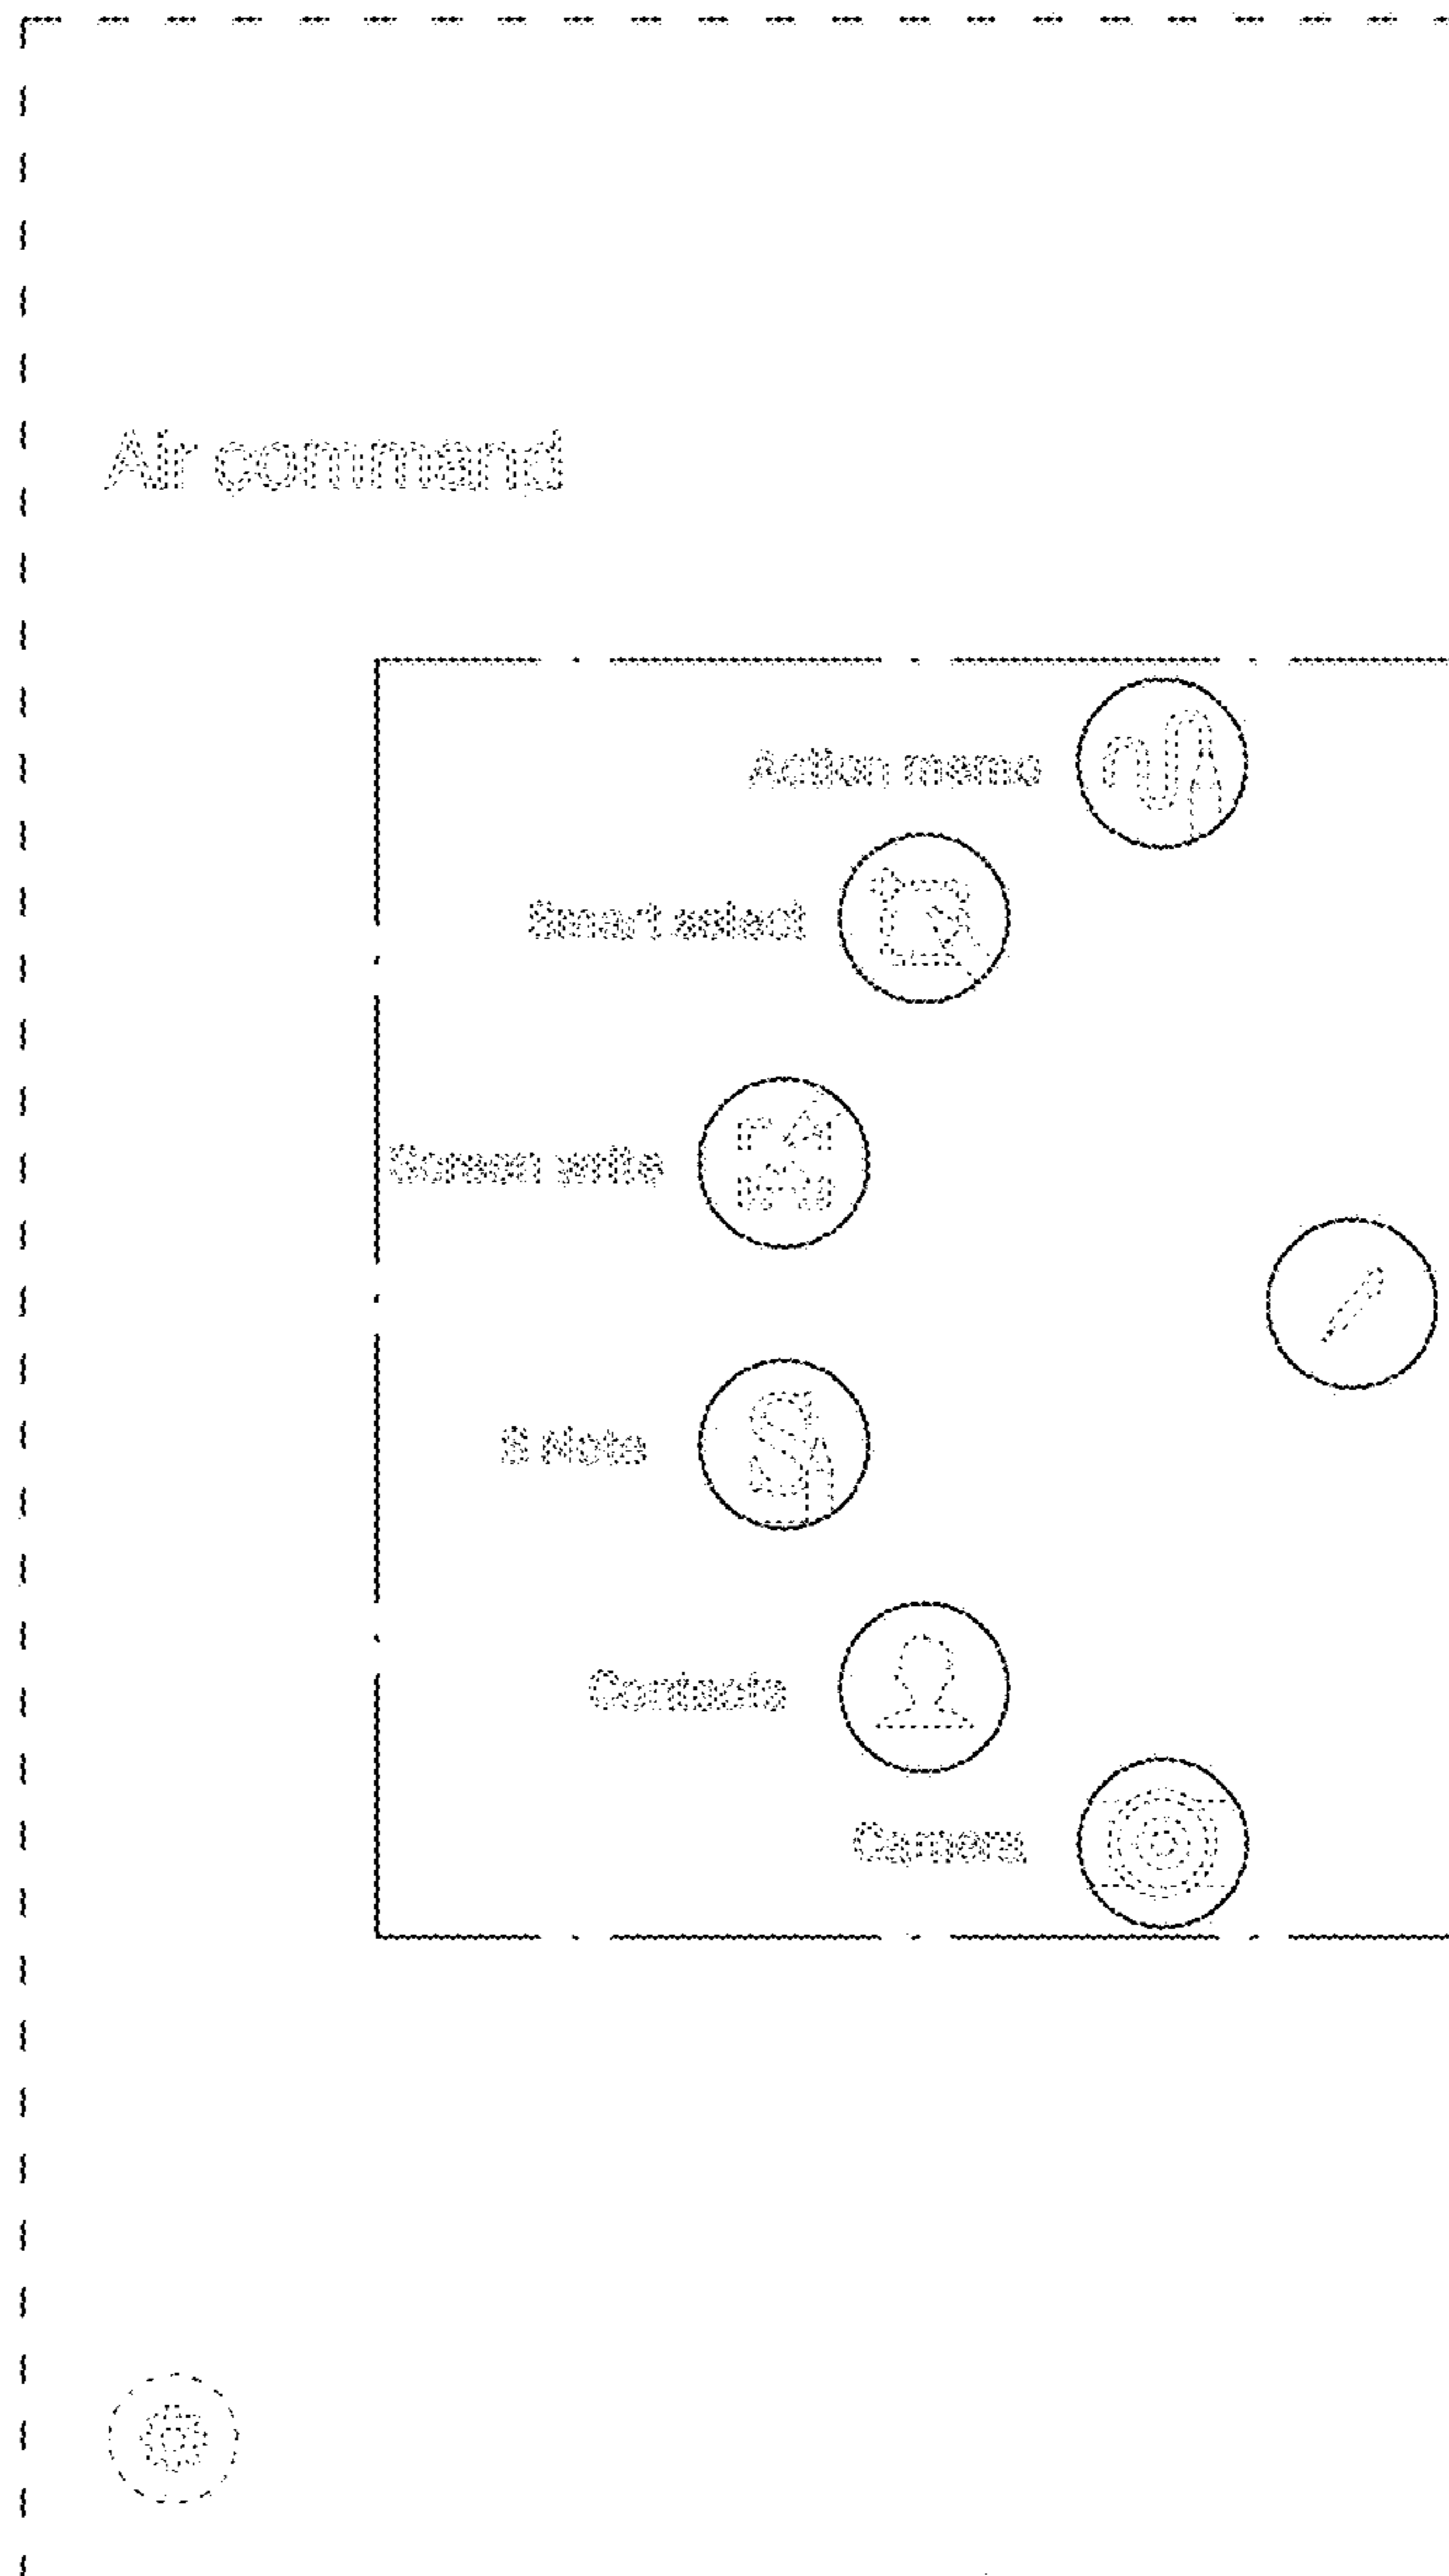 Air command
Action memo
Smart select
Screen write
S Note
Contacts
Camera